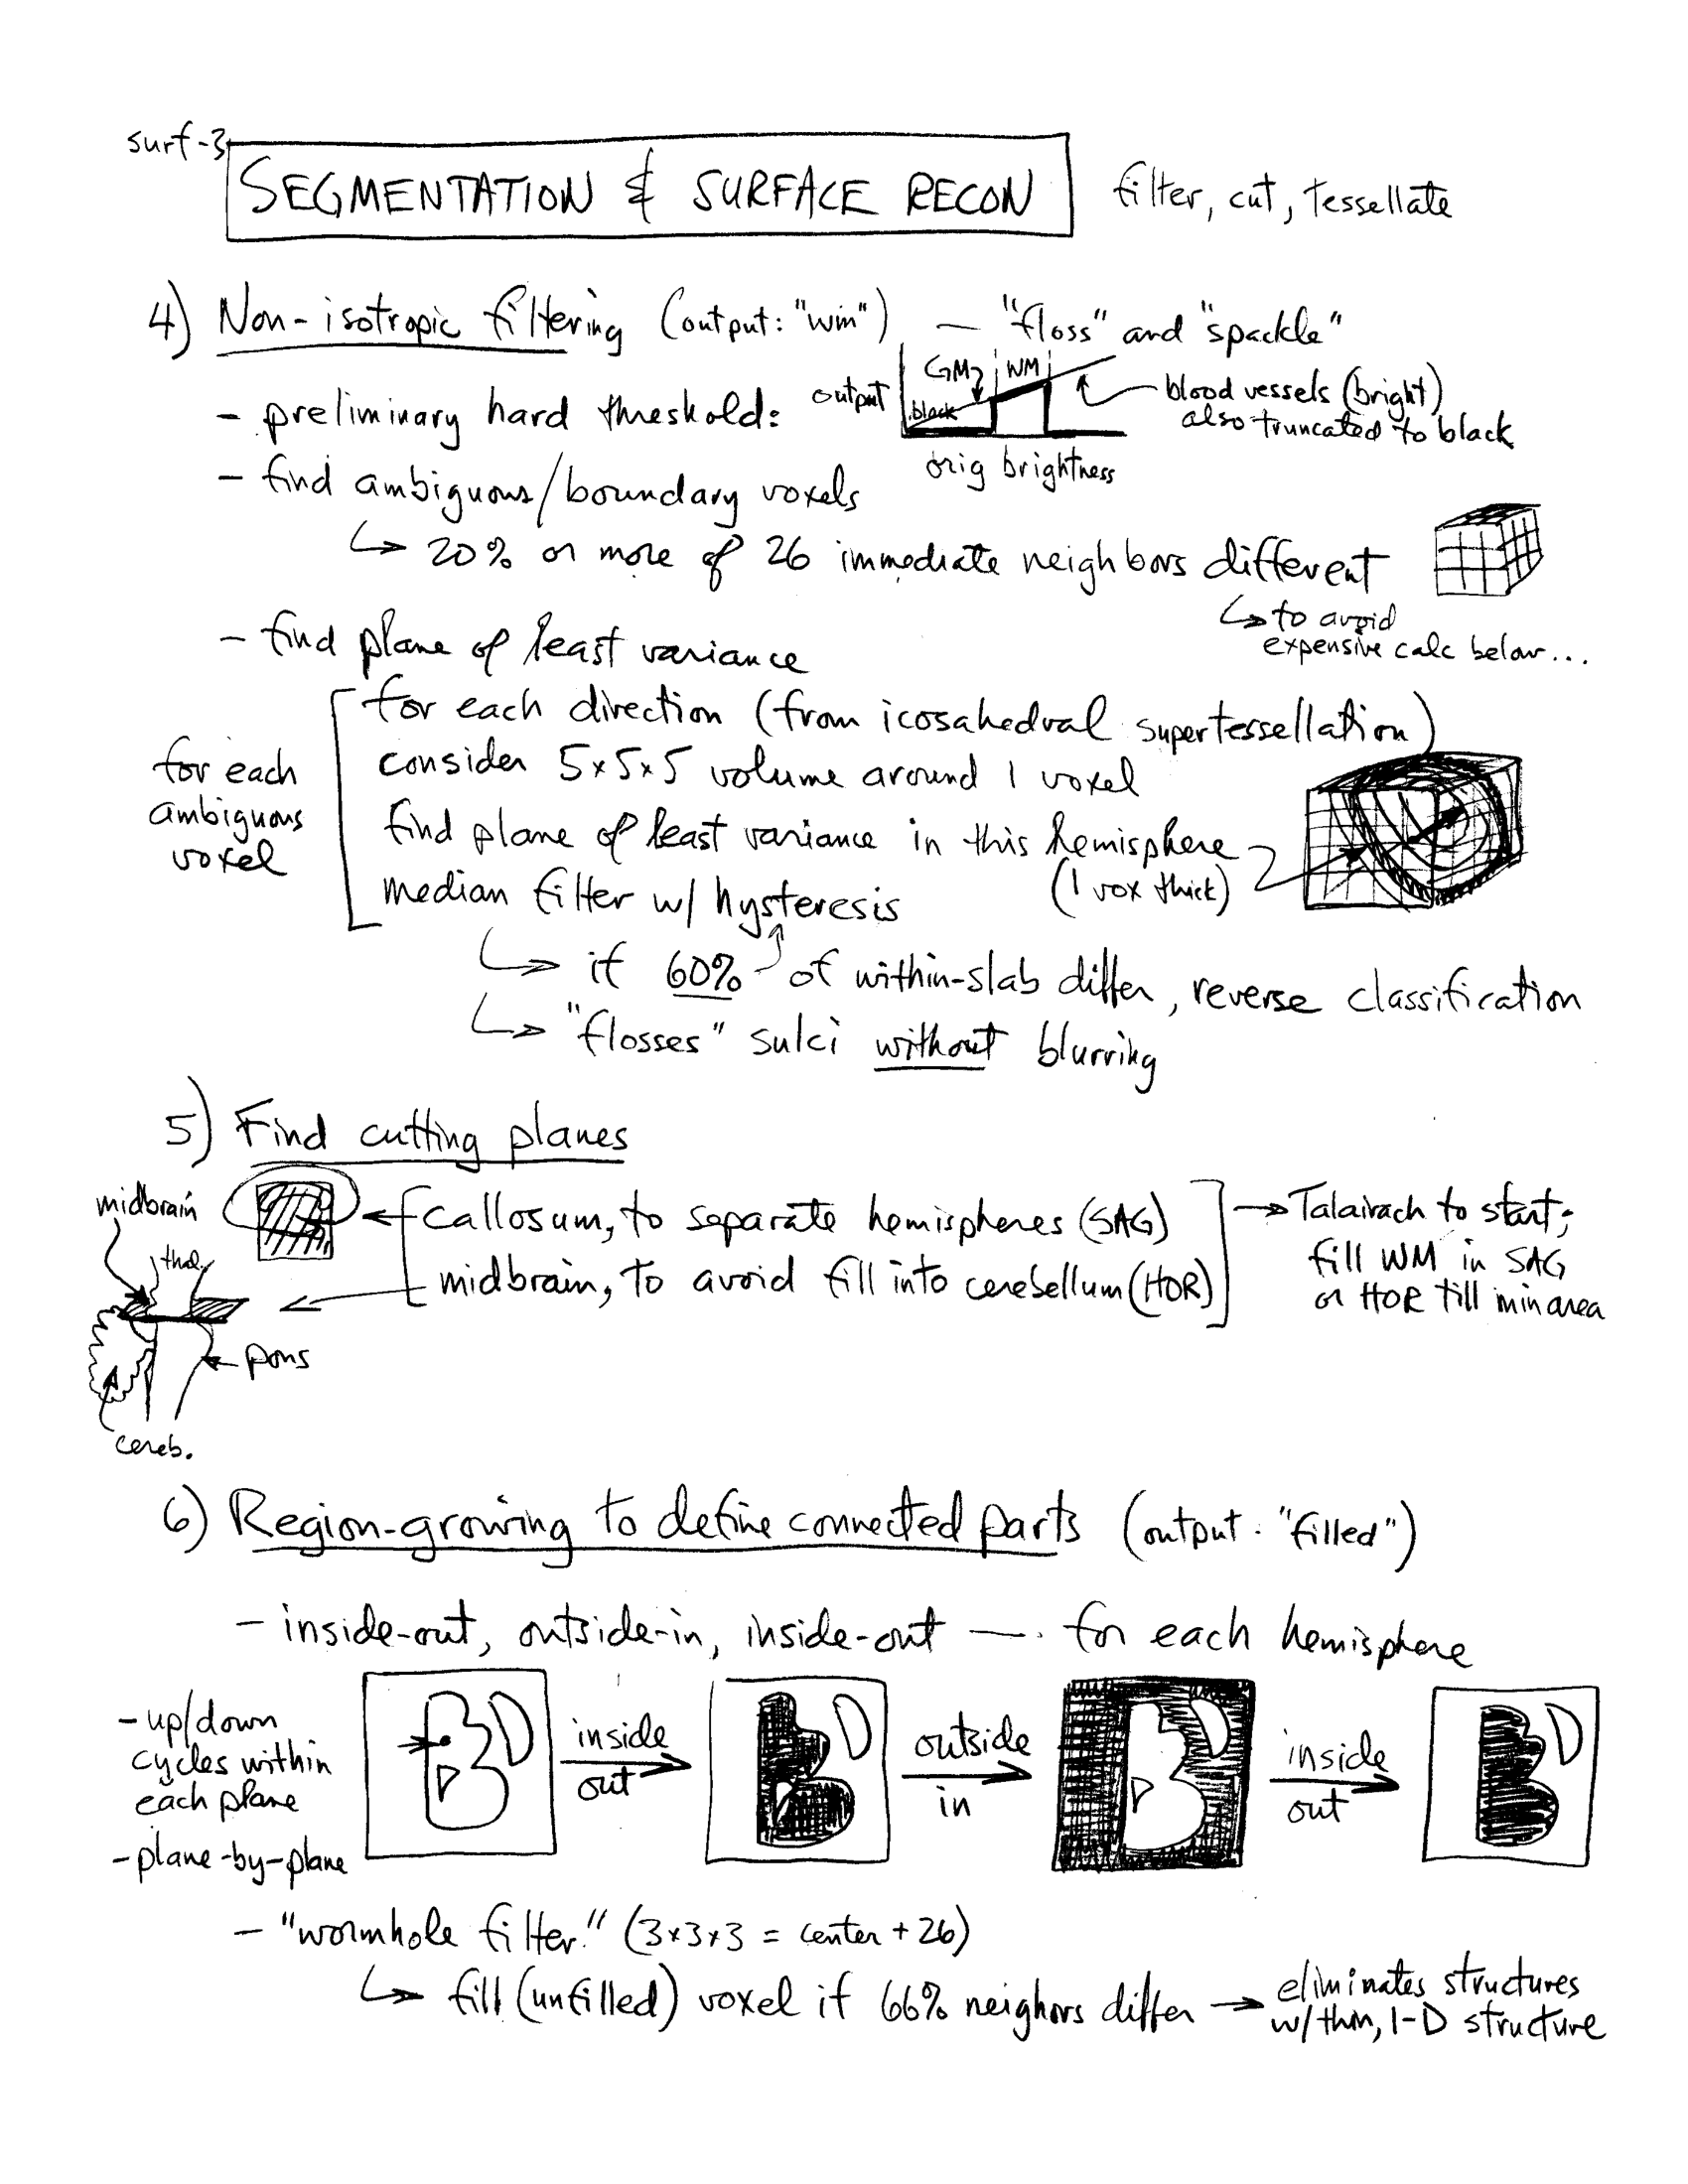 surf-3
SEGMENTATION & SURFACE RECON
filter, cut, tessellate
4) Non-isotropic filtering (output: "wm") — "floss" and "spackle"
- preliminary hard threshold:
output
GM
WM
black
orig brightness
blood vessels (bright)
also truncated to black
- find ambiguous/boundary voxels
↳ 20% or more of 26 immediate neighbors different
↳ to avoid
expensive calc below...
- find plane of least variance
for each
ambiguous
voxel
for each direction (from icosahedral supertessellation)
consider 5x5x5 volume around 1 voxel
find plane of least variance in this hemisphere
(1 vox thick)
median filter w/ hysteresis
↳ if 60% of within-slab differ, reverse classification
↳ "flosses" sulci without blurring
5) Find cutting planes
midbrain
thal.
pons
cereb.
callosum, to separate hemispheres (SAG)
midbrain, to avoid fill into cerebellum (HOR)
→ Talairach to start;
fill WM in SAG
or HOR till min area
6) Region-growing to define connected parts (output: "filled")
- inside-out, outside-in, inside-out — for each hemisphere
- up/down
cycles within
each plane
- plane-by-plane
inside
out
outside
in
inside
out
- "wormhole filter" (3x3x3 = center + 26)
↳ fill (unfilled) voxel if 66% neighors differ → eliminates structures
w/ thin, 1-D structure